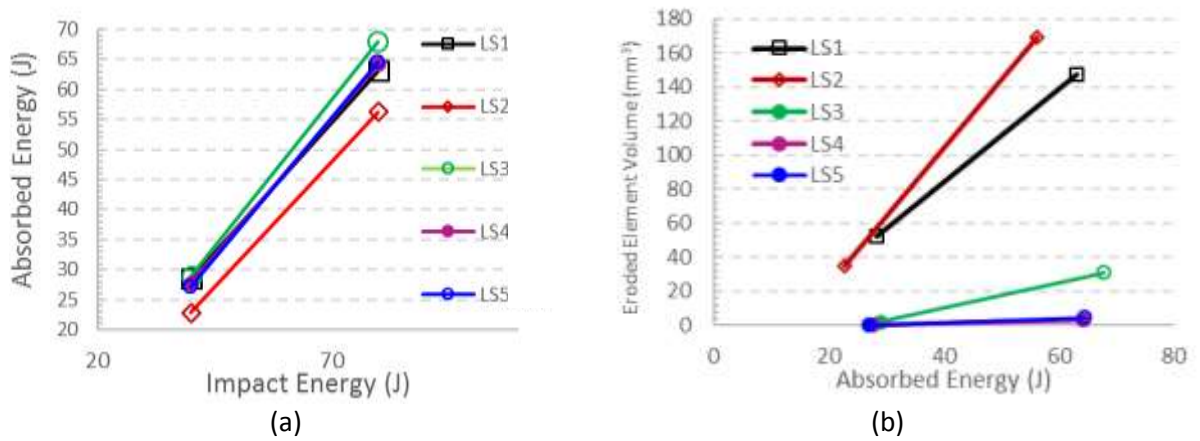 70
65
60
55
50
45
40
35
30
25
20
20
70
Absorbed Energy (J)
Impact Energy (J)
LS1
LS2
LS3
LS4
LS5
(a)
180
160
140
120
100
80
60
40
20
0
0
20
40
60
80
Eroded Element Volume (mm³)
Absorbed Energy (J)
LS1
LS2
LS3
LS4
LS5
(b)